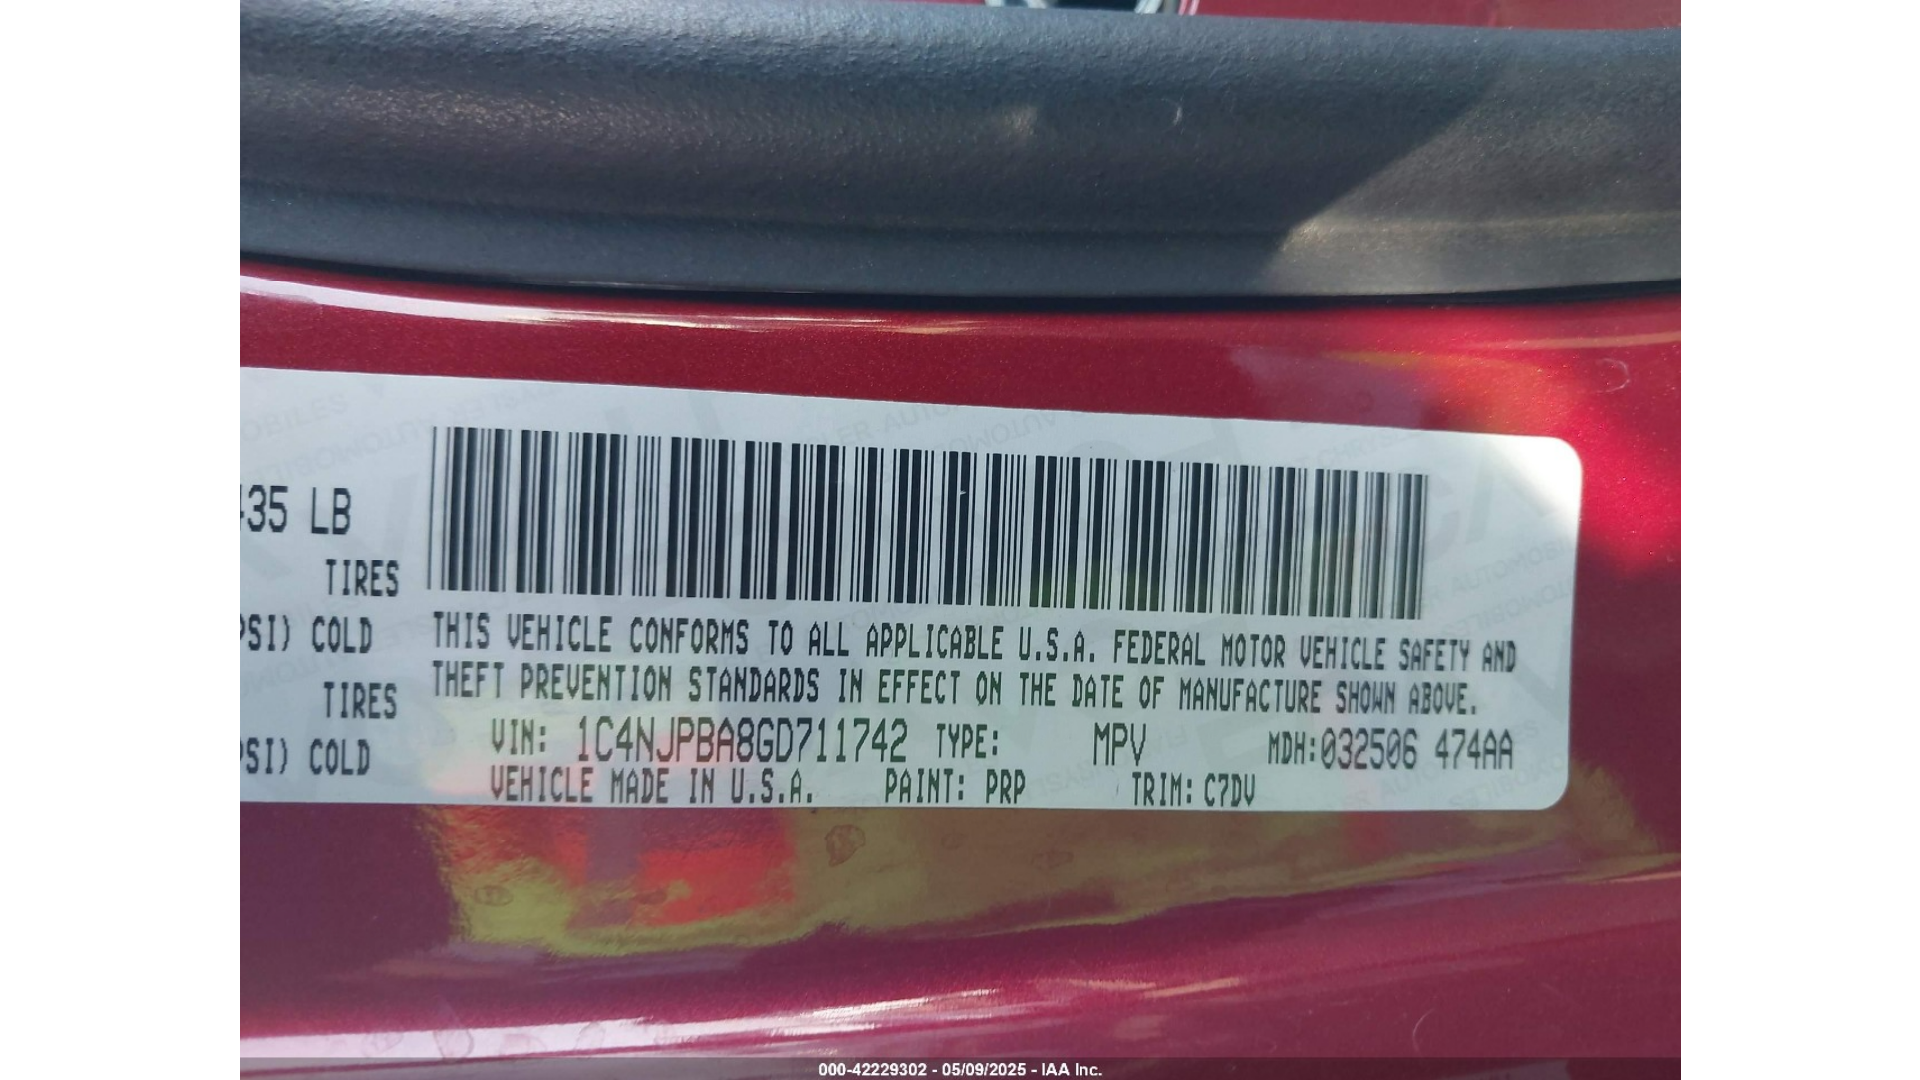 35 LB
TIRES
PSI) COLD
TIRES
PSI) COLD
THIS VEHICLE CONFORMS TO ALL APPLICABLE U.S.A. FEDERAL MOTOR VEHICLE SAFETY AND
THEFT PREVENTION STANDARDS IN EFFECT ON THE DATE OF MANUFACTURE SHOWN ABOVE.
VIN: 1C4NJPBA8GD711742 TYPE: MPV MDH:032506 474AA
VEHICLE MADE IN U.S.A. PAINT: PRP TRIM: C7DV
000-42229302 - 05/09/2025 - IAA Inc.